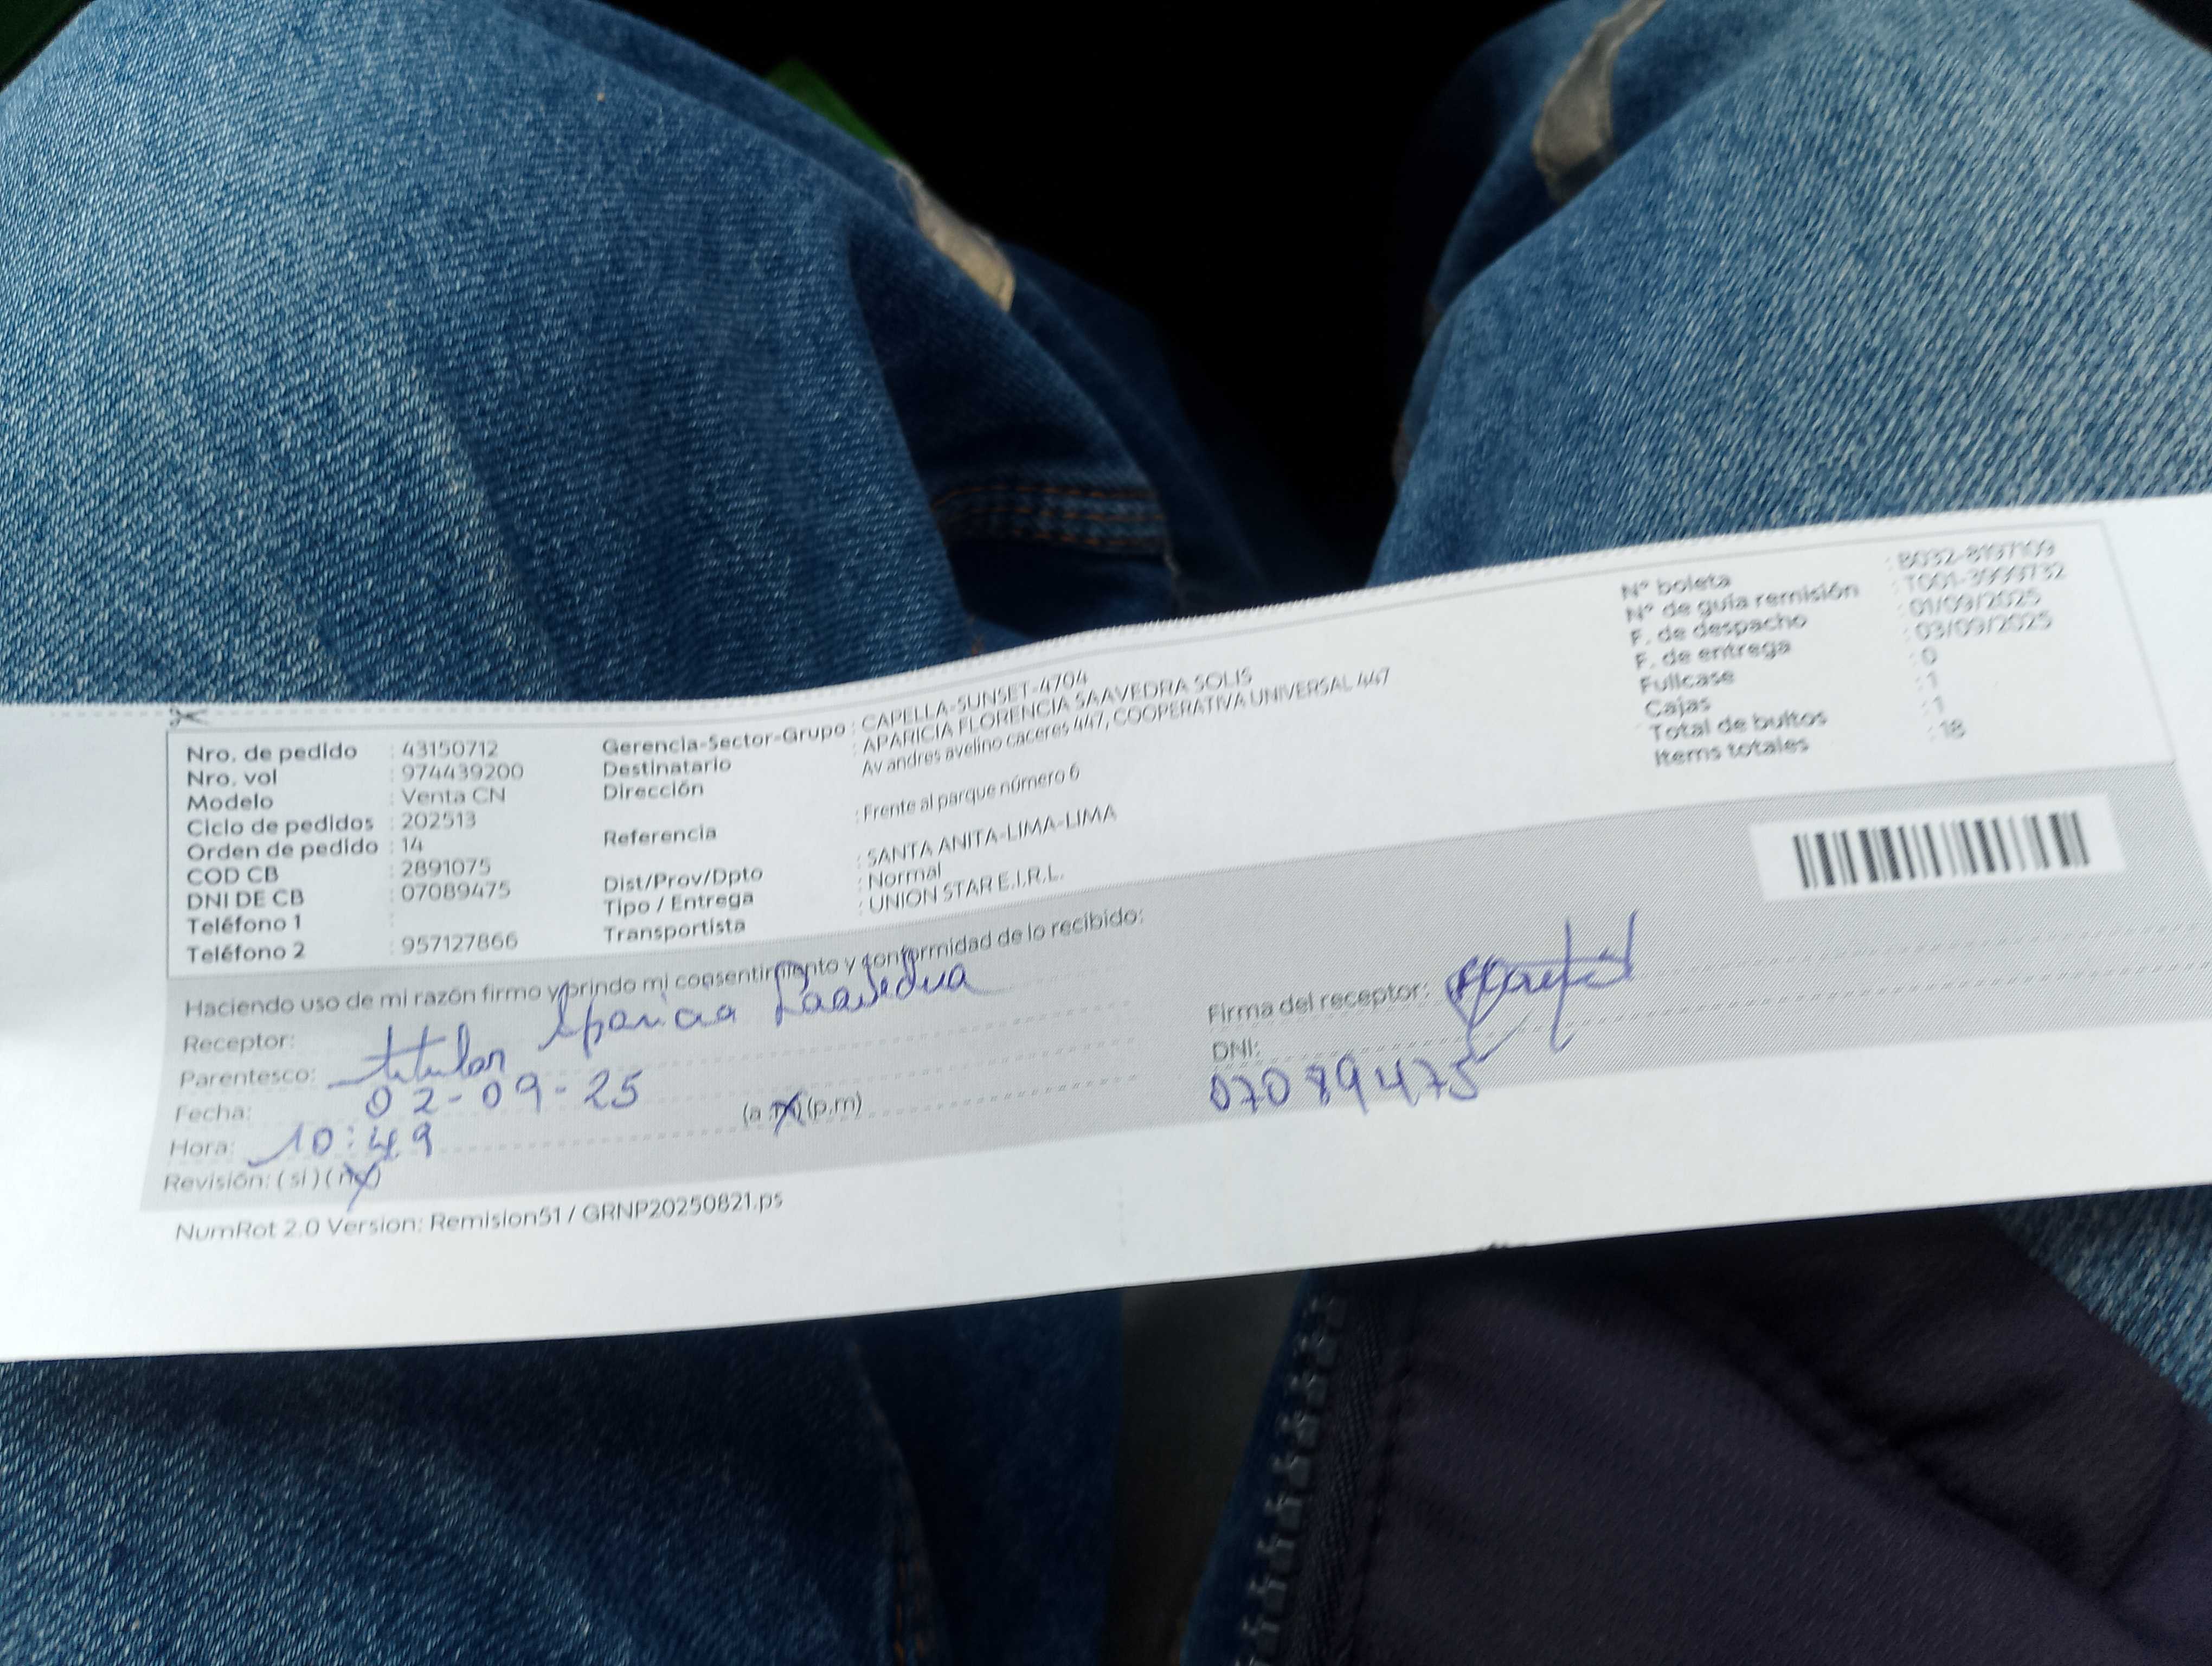 Nro. de pedido : 43150712
Nro. vol : 974439200
Modelo : Venta CN
Ciclo de pedidos : 202513
Orden de pedido : 14
COD CB : 2891075
DNI DE CB : 07089475
Teléfono 1 :
Teléfono 2 : 957127866
Gerencia-Sector-Grupo : CAPELLA-SUNSET-4704
Destinatario : APARICIA FLORENCIA SAAVEDRA SOLIS
Dirección : Av andres avelino caceres 447, COOPERATIVA UNIVERSAL 447
Referencia : Frente al parque número 6
Dist/Prov/Dpto : SANTA ANITA-LIMA-LIMA
Tipo / Entrega : Normal
Transportista : UNION STAR E.I.R.L.
N° boleta : B032-8197109
N° de guía remisión : T001-3999732
F. de despacho : 01/09/2025
F. de entrega : 03/09/2025
Fullcase : 0
Cajas : 1
Total de bultos : 1
Items totales : 18
Haciendo uso de mi razón firmo y brindo mi consentimiento y conformidad de lo recibido:
Receptor: Aparicia Saavedra
Parentesco: titular
Fecha: 02-09-25
Hora: 10:49 (a.m) (p.m)
Revisión: (si) (no)
Firma del receptor:
DNI: 07089475
NumRot 2.0 Version: Remision51 / GRNP20250821.ps